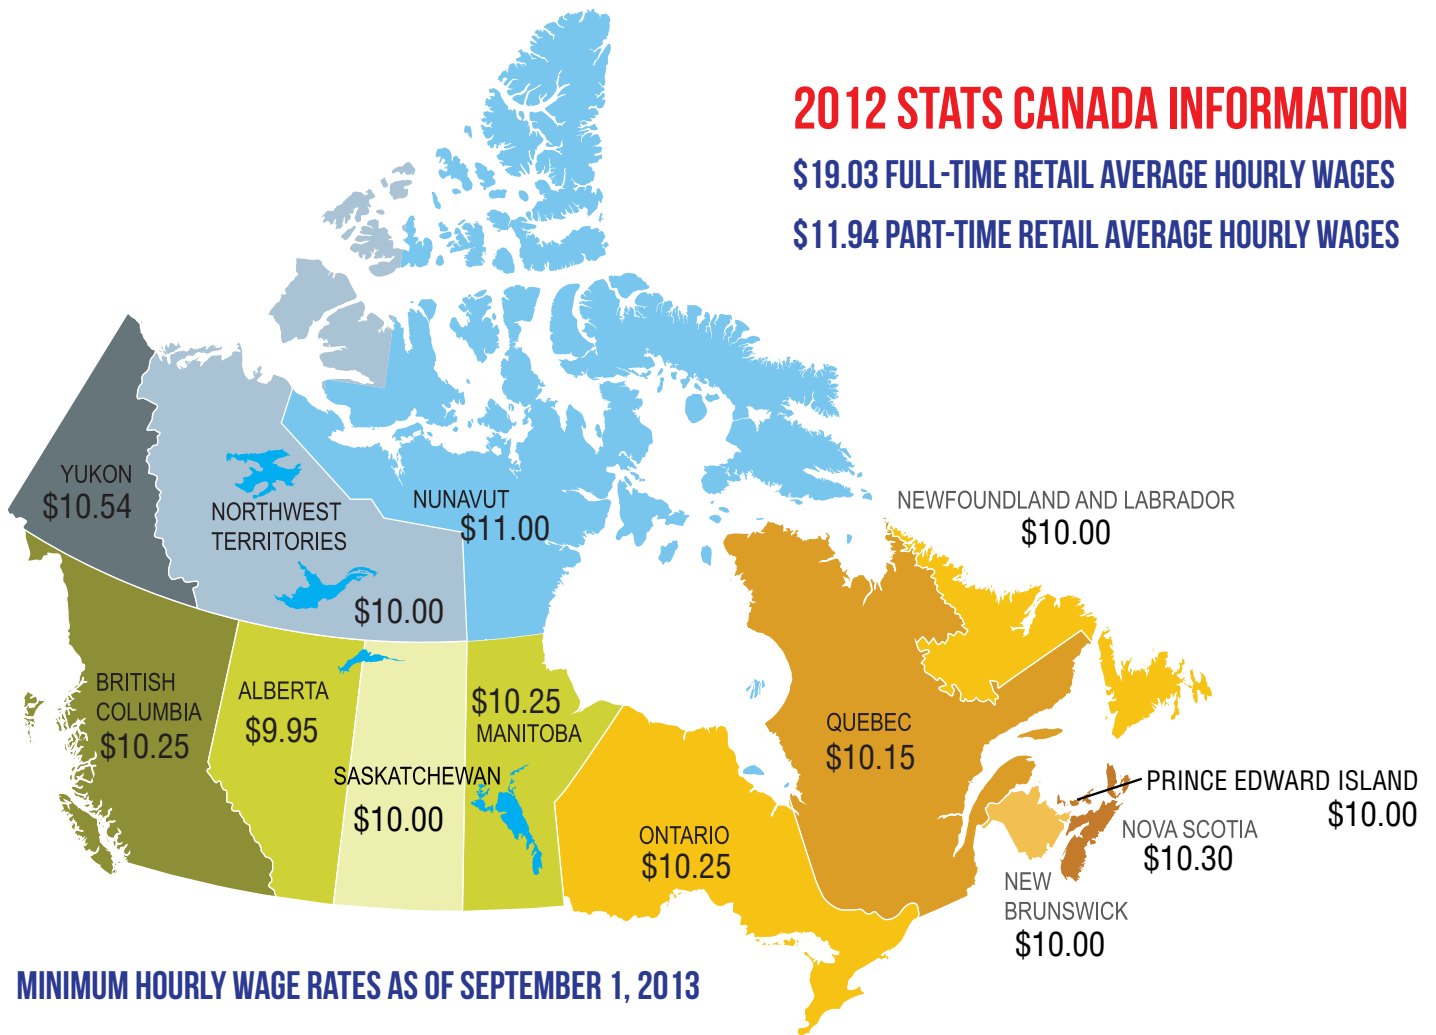 2012 STATS CANADA INFORMATION
$19.03 FULL-TIME RETAIL AVERAGE HOURLY WAGES
$11.94 PART-TIME RETAIL AVERAGE HOURLY WAGES
YUKON
$10.54
NORTHWEST
TERRITORIES
$10.00
NUNAVUT
$11.00
NEWFOUNDLAND AND LABRADOR
$10.00
BRITISH
COLUMBIA
$10.25
ALBERTA
$9.95
SASKATCHEWAN
$10.00
$10.25
MANITOBA
ONTARIO
$10.25
QUEBEC
$10.15
PRINCE EDWARD ISLAND
$10.00
NOVA SCOTIA
$10.30
NEW
BRUNSWICK
$10.00
MINIMUM HOURLY WAGE RATES AS OF SEPTEMBER 1, 2013